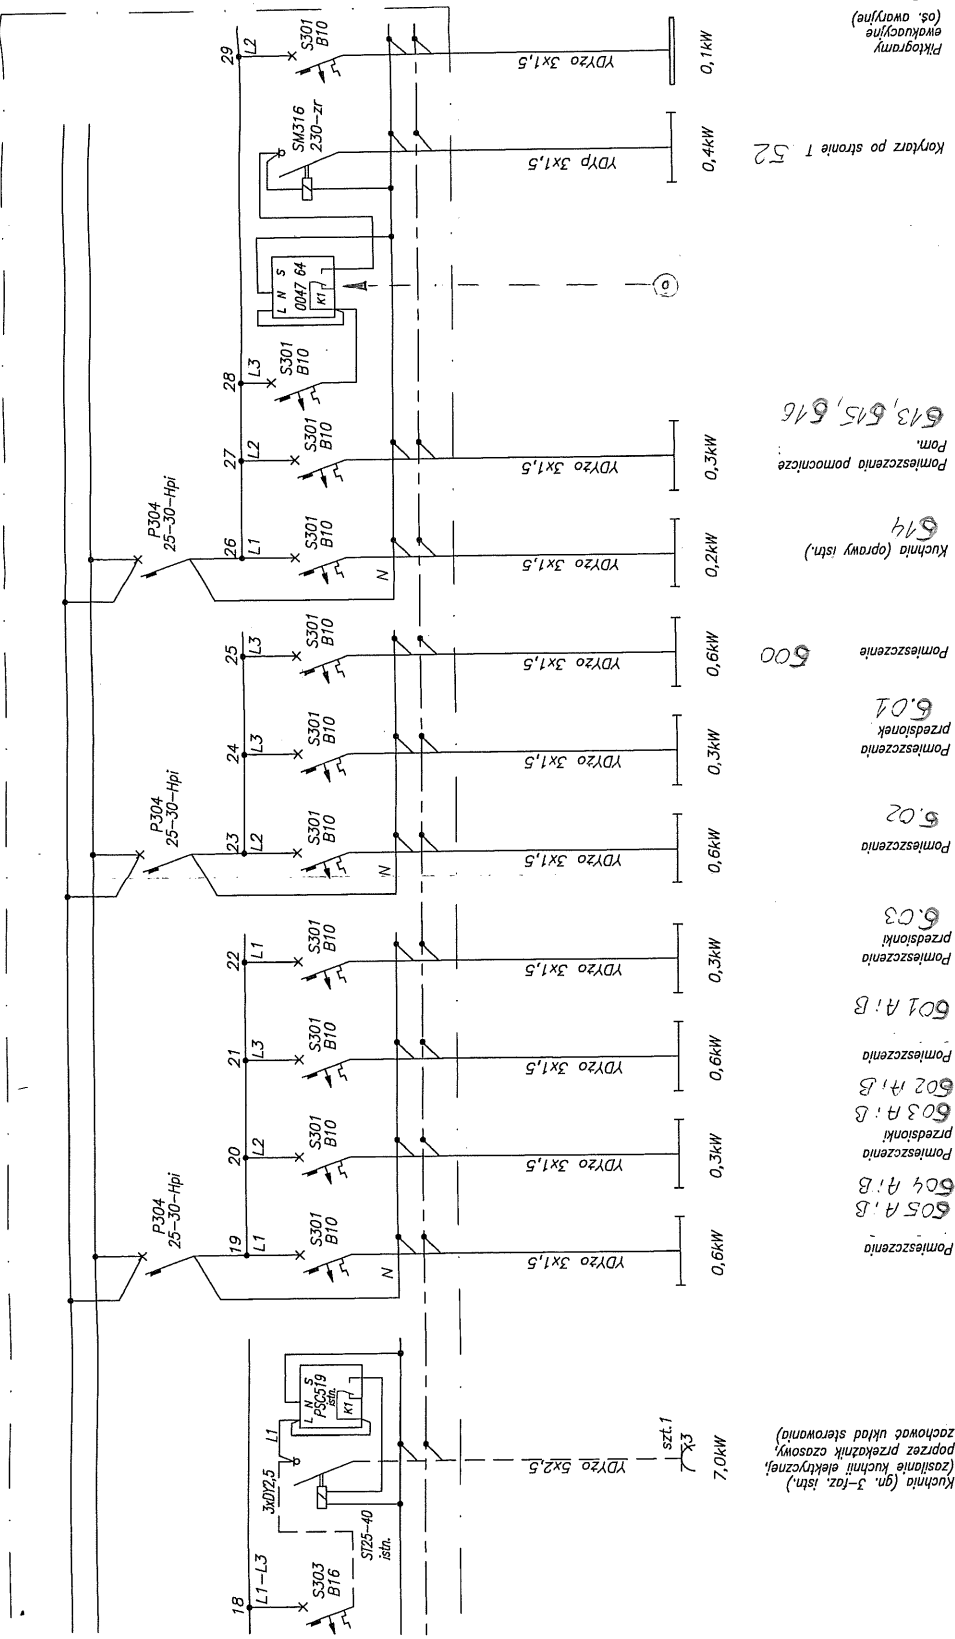 29
L2
S301
B10
YDYżo 3x1,5
0,1kW
Piktogramy
ewakuacyjne
(oś. awaryjne)
SM316
230-zr
YDYp 3x1,5
0,4kW
Korytarz po stronie T 52
L N S
0047 64
K1
28
L3
S301
B10
27
L2
S301
B10
YDYżo 3x1,5
0,3kW
Pomieszczenia pomocnicze
Pom.
613, 615, 616
P304
25-30-Hpi
26
L1
S301
B10
N
YDYżo 3x1,5
0,2kW
Kuchnia (oprawy istn.)
614
25
L3
S301
B10
YDYżo 3x1,5
0,6kW
Pomieszczenie 600
24
L3
S301
B10
YDYżo 3x1,5
0,3kW
Pomieszczenia
przedsionek
6.01
P304
25-30-Hpi
23
L2
S301
B10
N
YDYżo 3x1,5
0,6kW
Pomieszczenia
6.02
22
L1
S301
B10
YDYżo 3x1,5
0,3kW
Pomieszczenia
przedsionki
6.03
21
L3
S301
B10
YDYżo 3x1,5
0,6kW
Pomieszczenia
601 A i B
20
L2
S301
B10
YDYżo 3x1,5
0,3kW
Pomieszczenia
przedsionki
603 A i B
602 A i B
P304
25-30-Hpi
19
L1
S301
B10
N
YDYżo 3x1,5
0,6kW
Pomieszczenia
605 A i B
604 A i B
L N S
PSC519
istn.
K1
L1
3xDY2,5
ST25-40
istn.
18
L1-L3
S303
B16
YDYżo 5x2,5
szt.1
x3
7,0kW
Kuchnia (gn. 3-faz. istn.)
(zasilanie kuchni elektrycznej,
poprzez przekaźnik czasowy,
zachować układ sterowania)